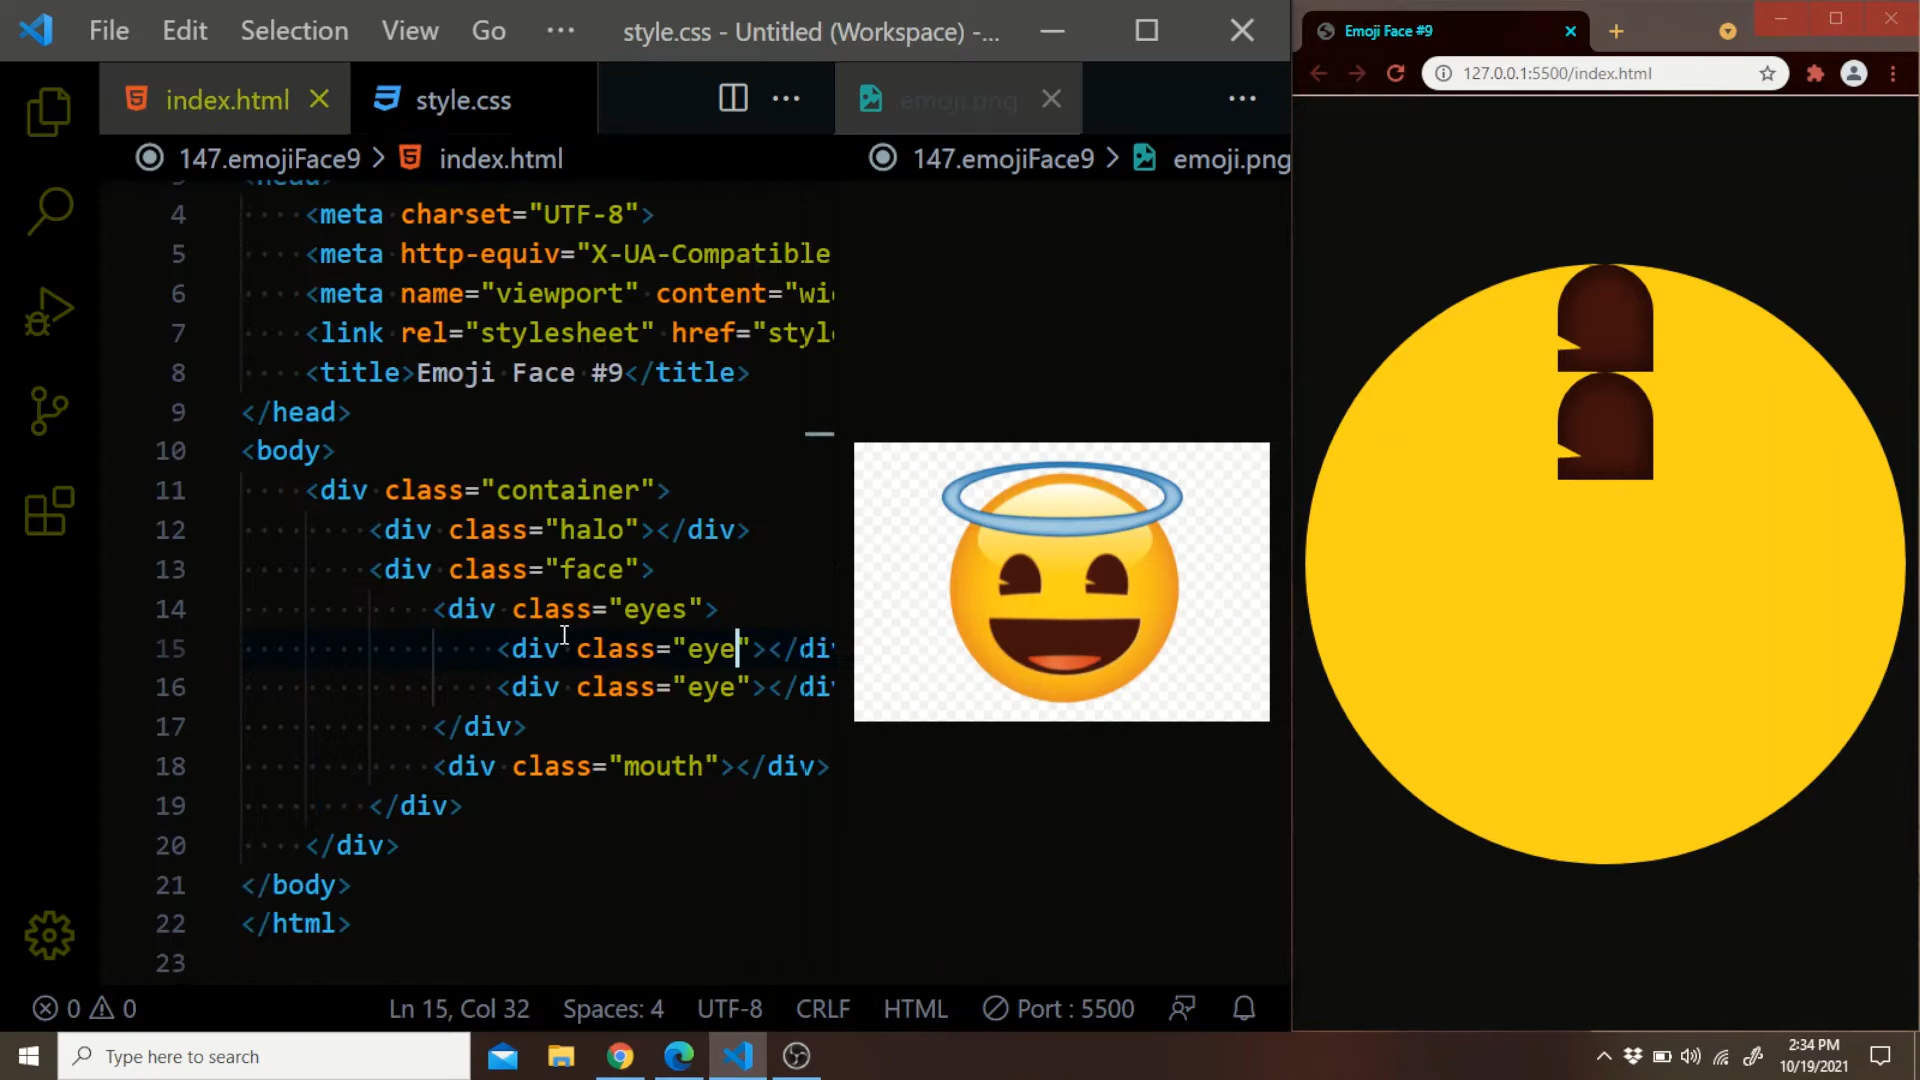 File Edit Selection View Go ··· style.css - Untitled (Workspace) -...
index.html style.css ··· emoji.png ···
147.emojiFace9 > index.html 147.emojiFace9 > emoji.png
<head>
4 <meta charset="UTF-8">
5 <meta http-equiv="X-UA-Compatible
6 <meta name="viewport" content="wi
7 <link rel="stylesheet" href="styl
8 <title>Emoji Face #9</title>
9 </head>
10 <body>
11 <div class="container">
12 <div class="halo"></div>
13 <div class="face">
14 <div class="eyes">
15 <div class="eye"></di
16 <div class="eye"></di
17 </div>
18 <div class="mouth"></div>
19 </div>
20 </div>
21 </body>
22 </html>
23
0 0 Ln 15, Col 32 Spaces: 4 UTF-8 CRLF HTML Port : 5500
Emoji Face #9
127.0.0.1:5500/index.html
Type here to search
2:34 PM
10/19/2021